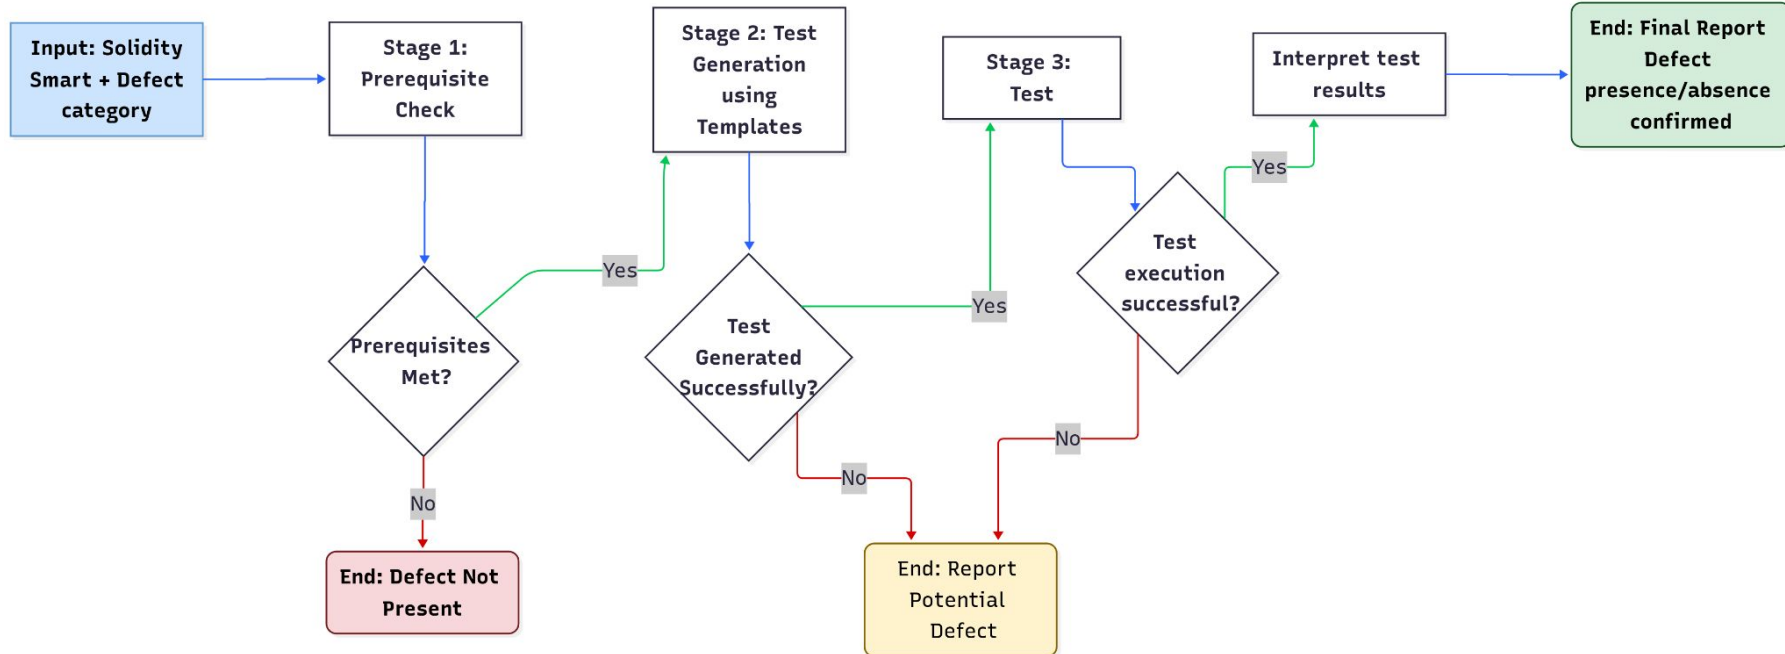 Input: Solidity
Smart + Defect
category
Stage 1:
Prerequisite
Check
Prerequisites
Met?
No
End: Defect Not
Present
Yes
Stage 2: Test
Generation
using
Templates
Test
Generated
Successfully?
No
Yes
Stage 3:
Test
Test
execution
successful?
No
End: Report
Potential
Defect
Yes
Interpret test
results
End: Final Report
Defect
presence/absence
confirmed